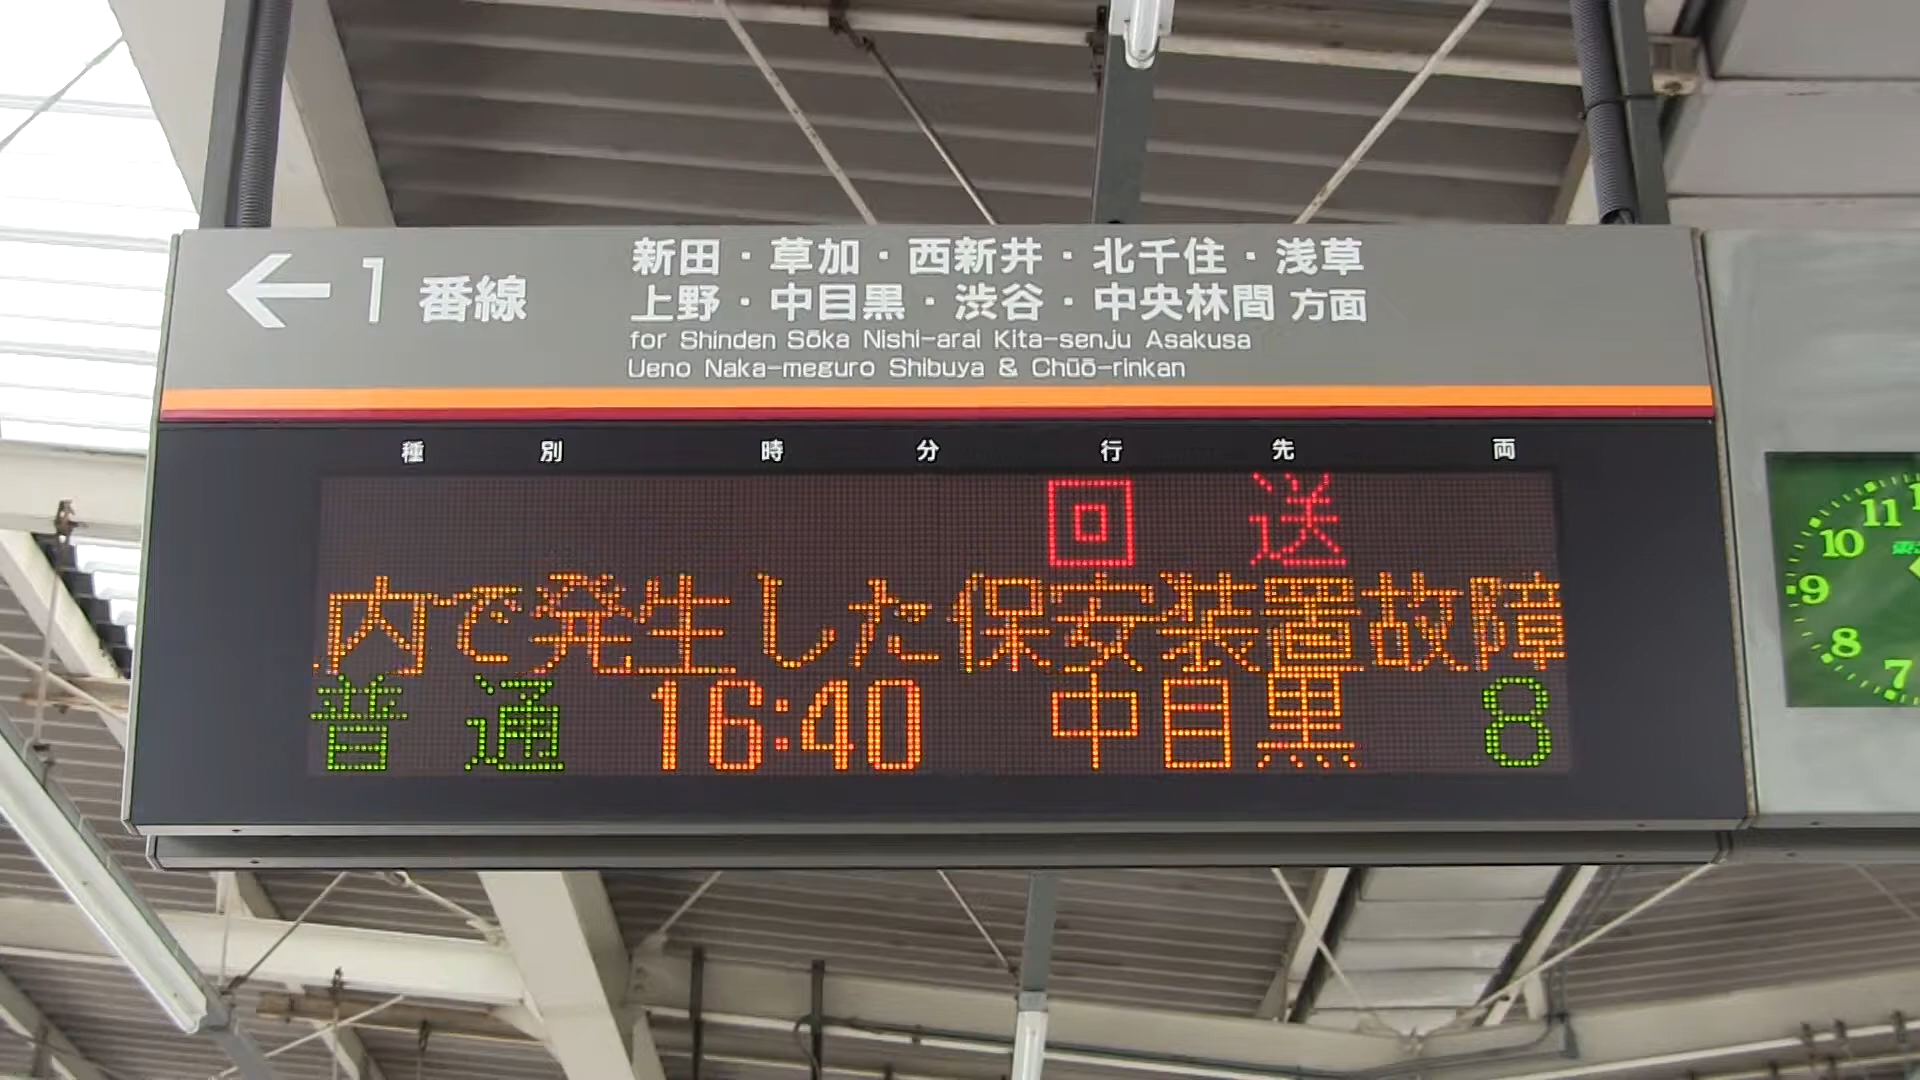 ←1番線
新田・草加・西新井・北千住・浅草
上野・中目黒・渋谷・中央林間 方面
for Shinden Sōka Nishi-arai Kita-senju Asakusa
Ueno Naka-meguro Shibuya & Chūō-rinkan
種別 時分 行先 両
回送
内で発生した保安装置故障
普通 16:40 中目黒 8
11
10
9
8
7